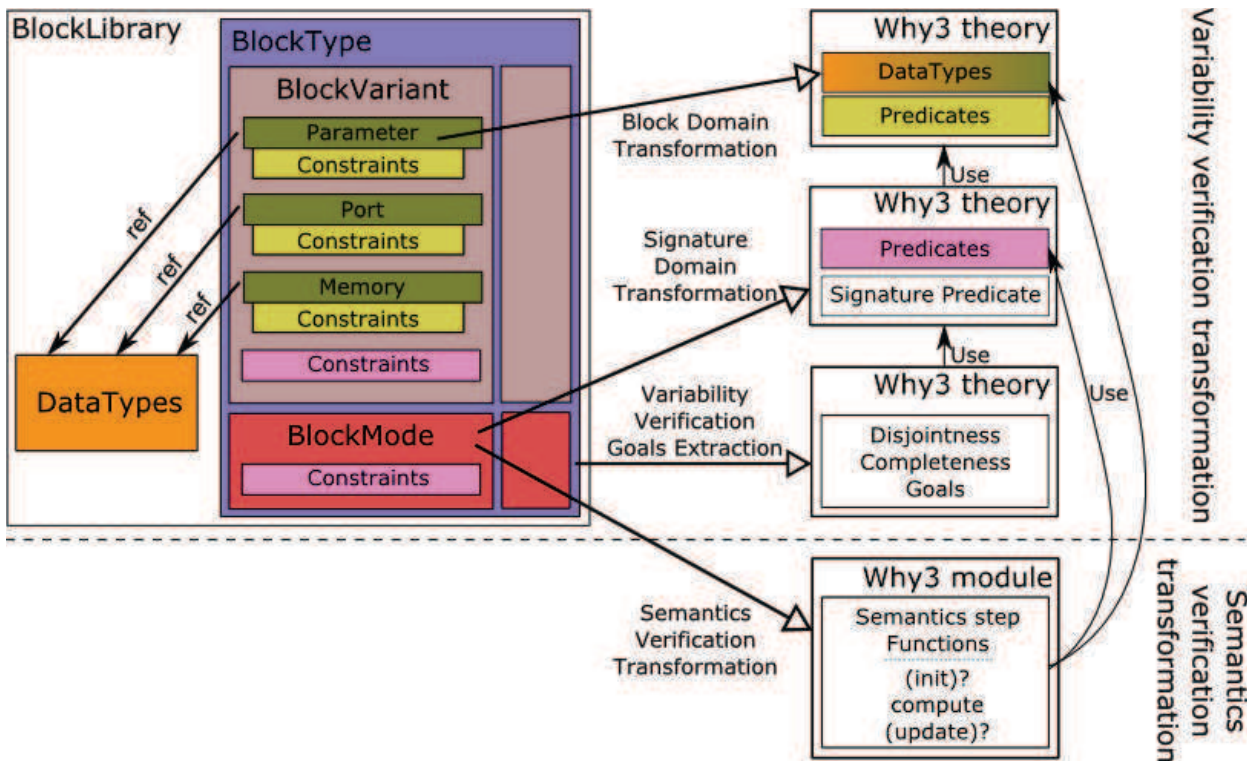 BlockLibrary
BlockType
BlockVariant
Parameter
Constraints
Port
Constraints
Memory
Constraints
Constraints
BlockMode
Constraints
ref
ref
ref
DataTypes
Block Domain
Transformation
Signature
Domain
Transformation
Variability
Verification
Goals Extraction
Semantics
Verification
Transformation
Why3 theory
DataTypes
Predicates
Use
Why3 theory
Predicates
Signature Predicate
Use
Why3 theory
Disjointness
Completeness
Goals
Use
Why3 module
Semantics step
Functions
(init)?
compute
(update)?
Variability verification transformation
Semantics
verification
transformation